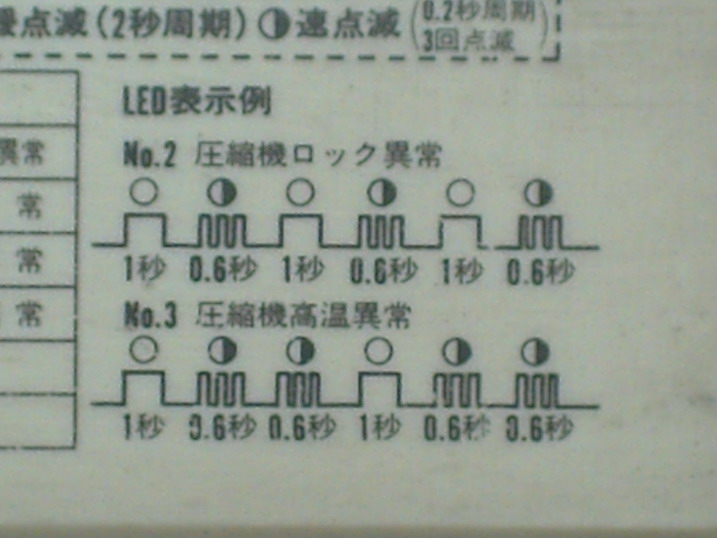 点滅(2秒周期)◑速点滅(0.2秒周期
3回点滅)
LED表示例
異常
No.2 圧縮機ロック異常
常
○ ◑ ○ ◑ ○ ◑
常
1秒 0.6秒 1秒 0.6秒 1秒 0.6秒
常
No.3 圧縮機高温異常
○ ◑ ◑ ○ ◑ ◑
1秒 0.6秒 0.6秒 1秒 0.6秒 0.6秒